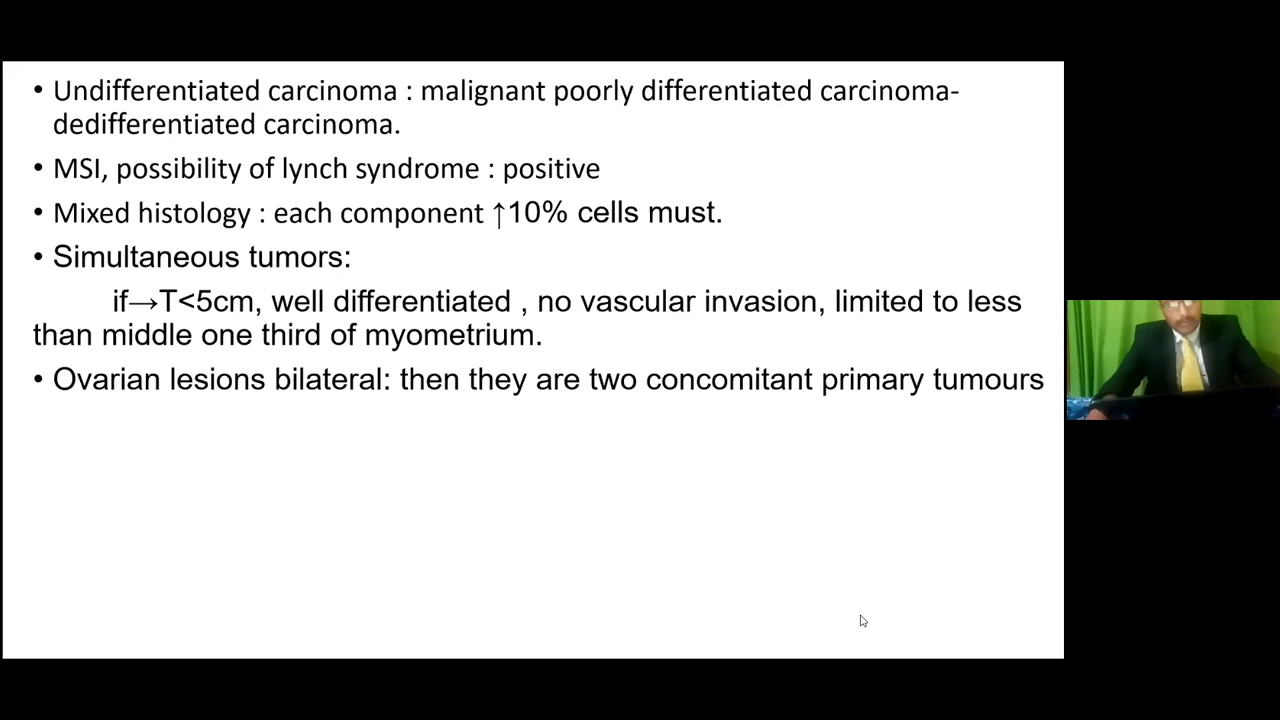 • Undifferentiated carcinoma : malignant poorly differentiated carcinoma-
dedifferentiated carcinoma.
• MSI, possibility of lynch syndrome : positive
• Mixed histology : each component ↑10% cells must.
• Simultaneous tumors:
if→T<5cm, well differentiated , no vascular invasion, limited to less
than middle one third of myometrium.
• Ovarian lesions bilateral: then they are two concomitant primary tumours